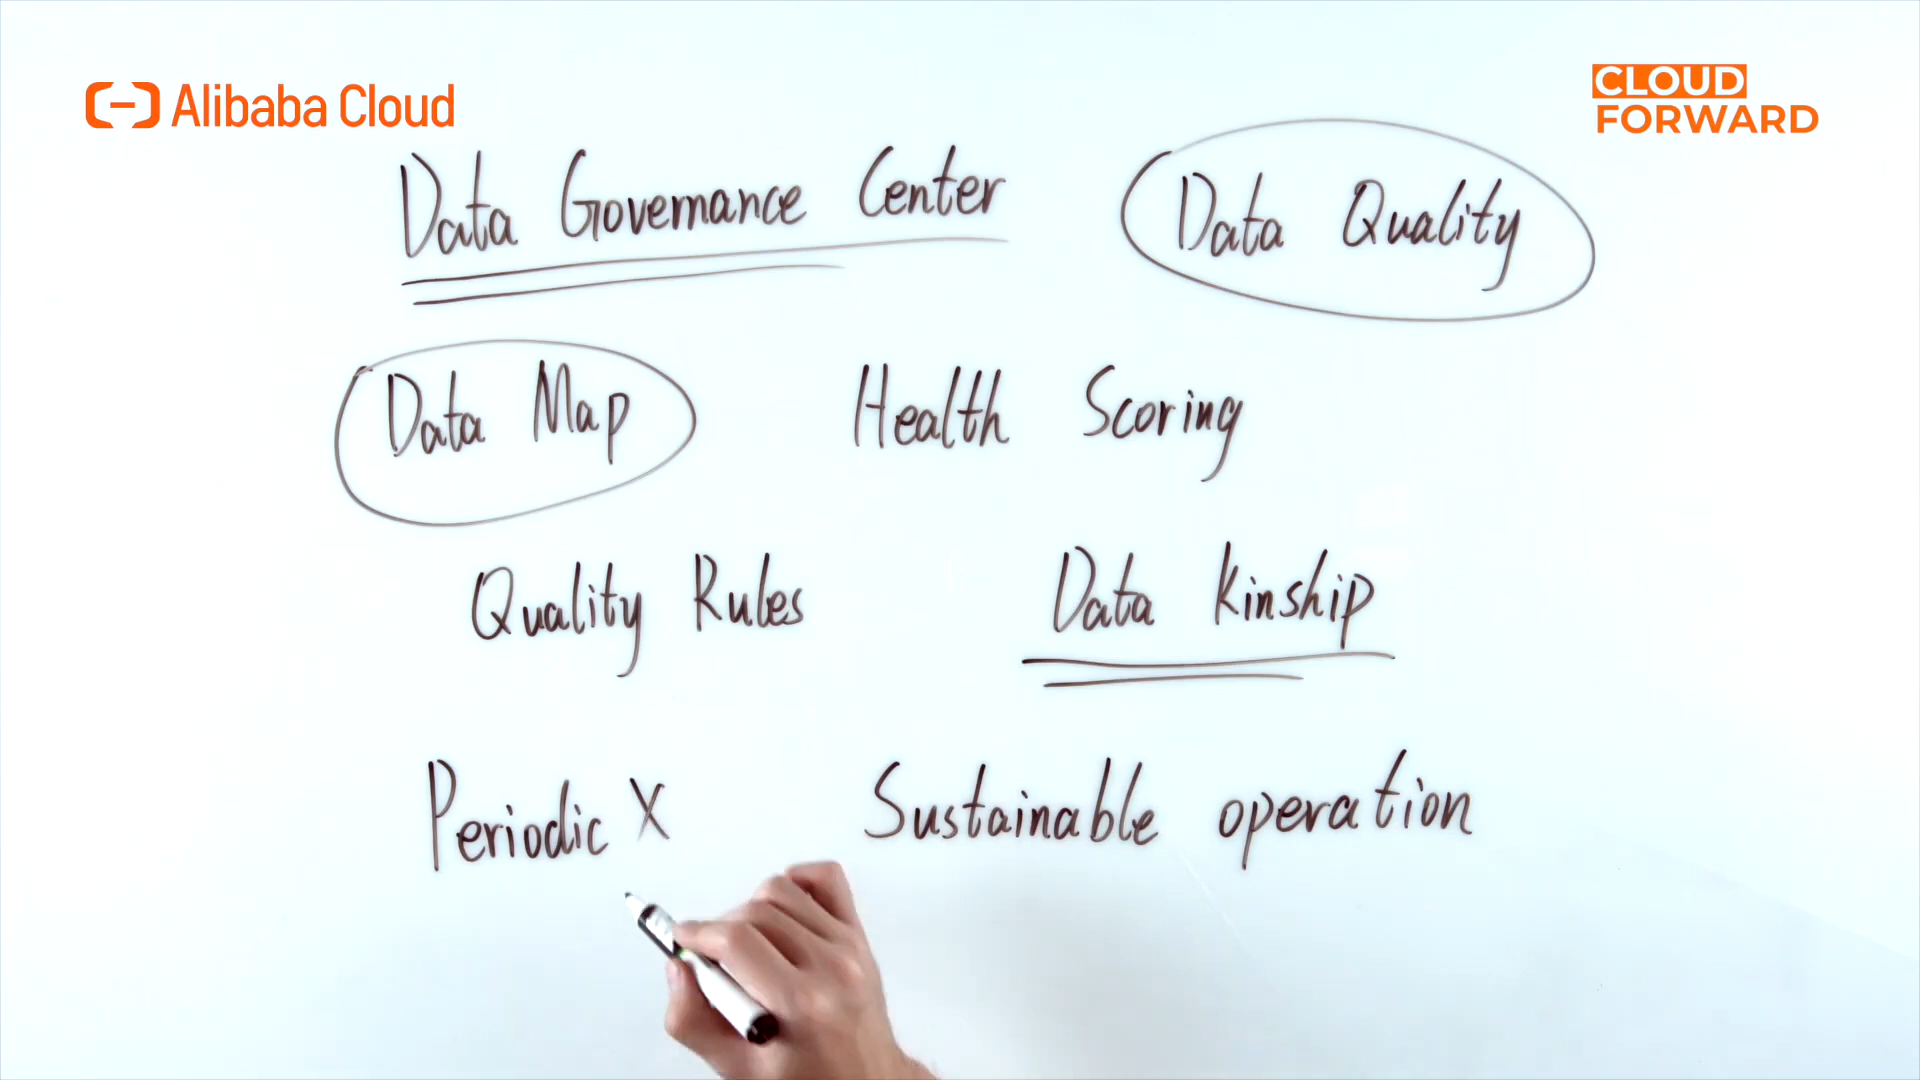 Alibaba Cloud
CLOUD
FORWARD
Data Governance Center
Data Quality
Data Map
Health Scoring
Quality Rules
Data Kinship
Periodic X
Sustainable operation